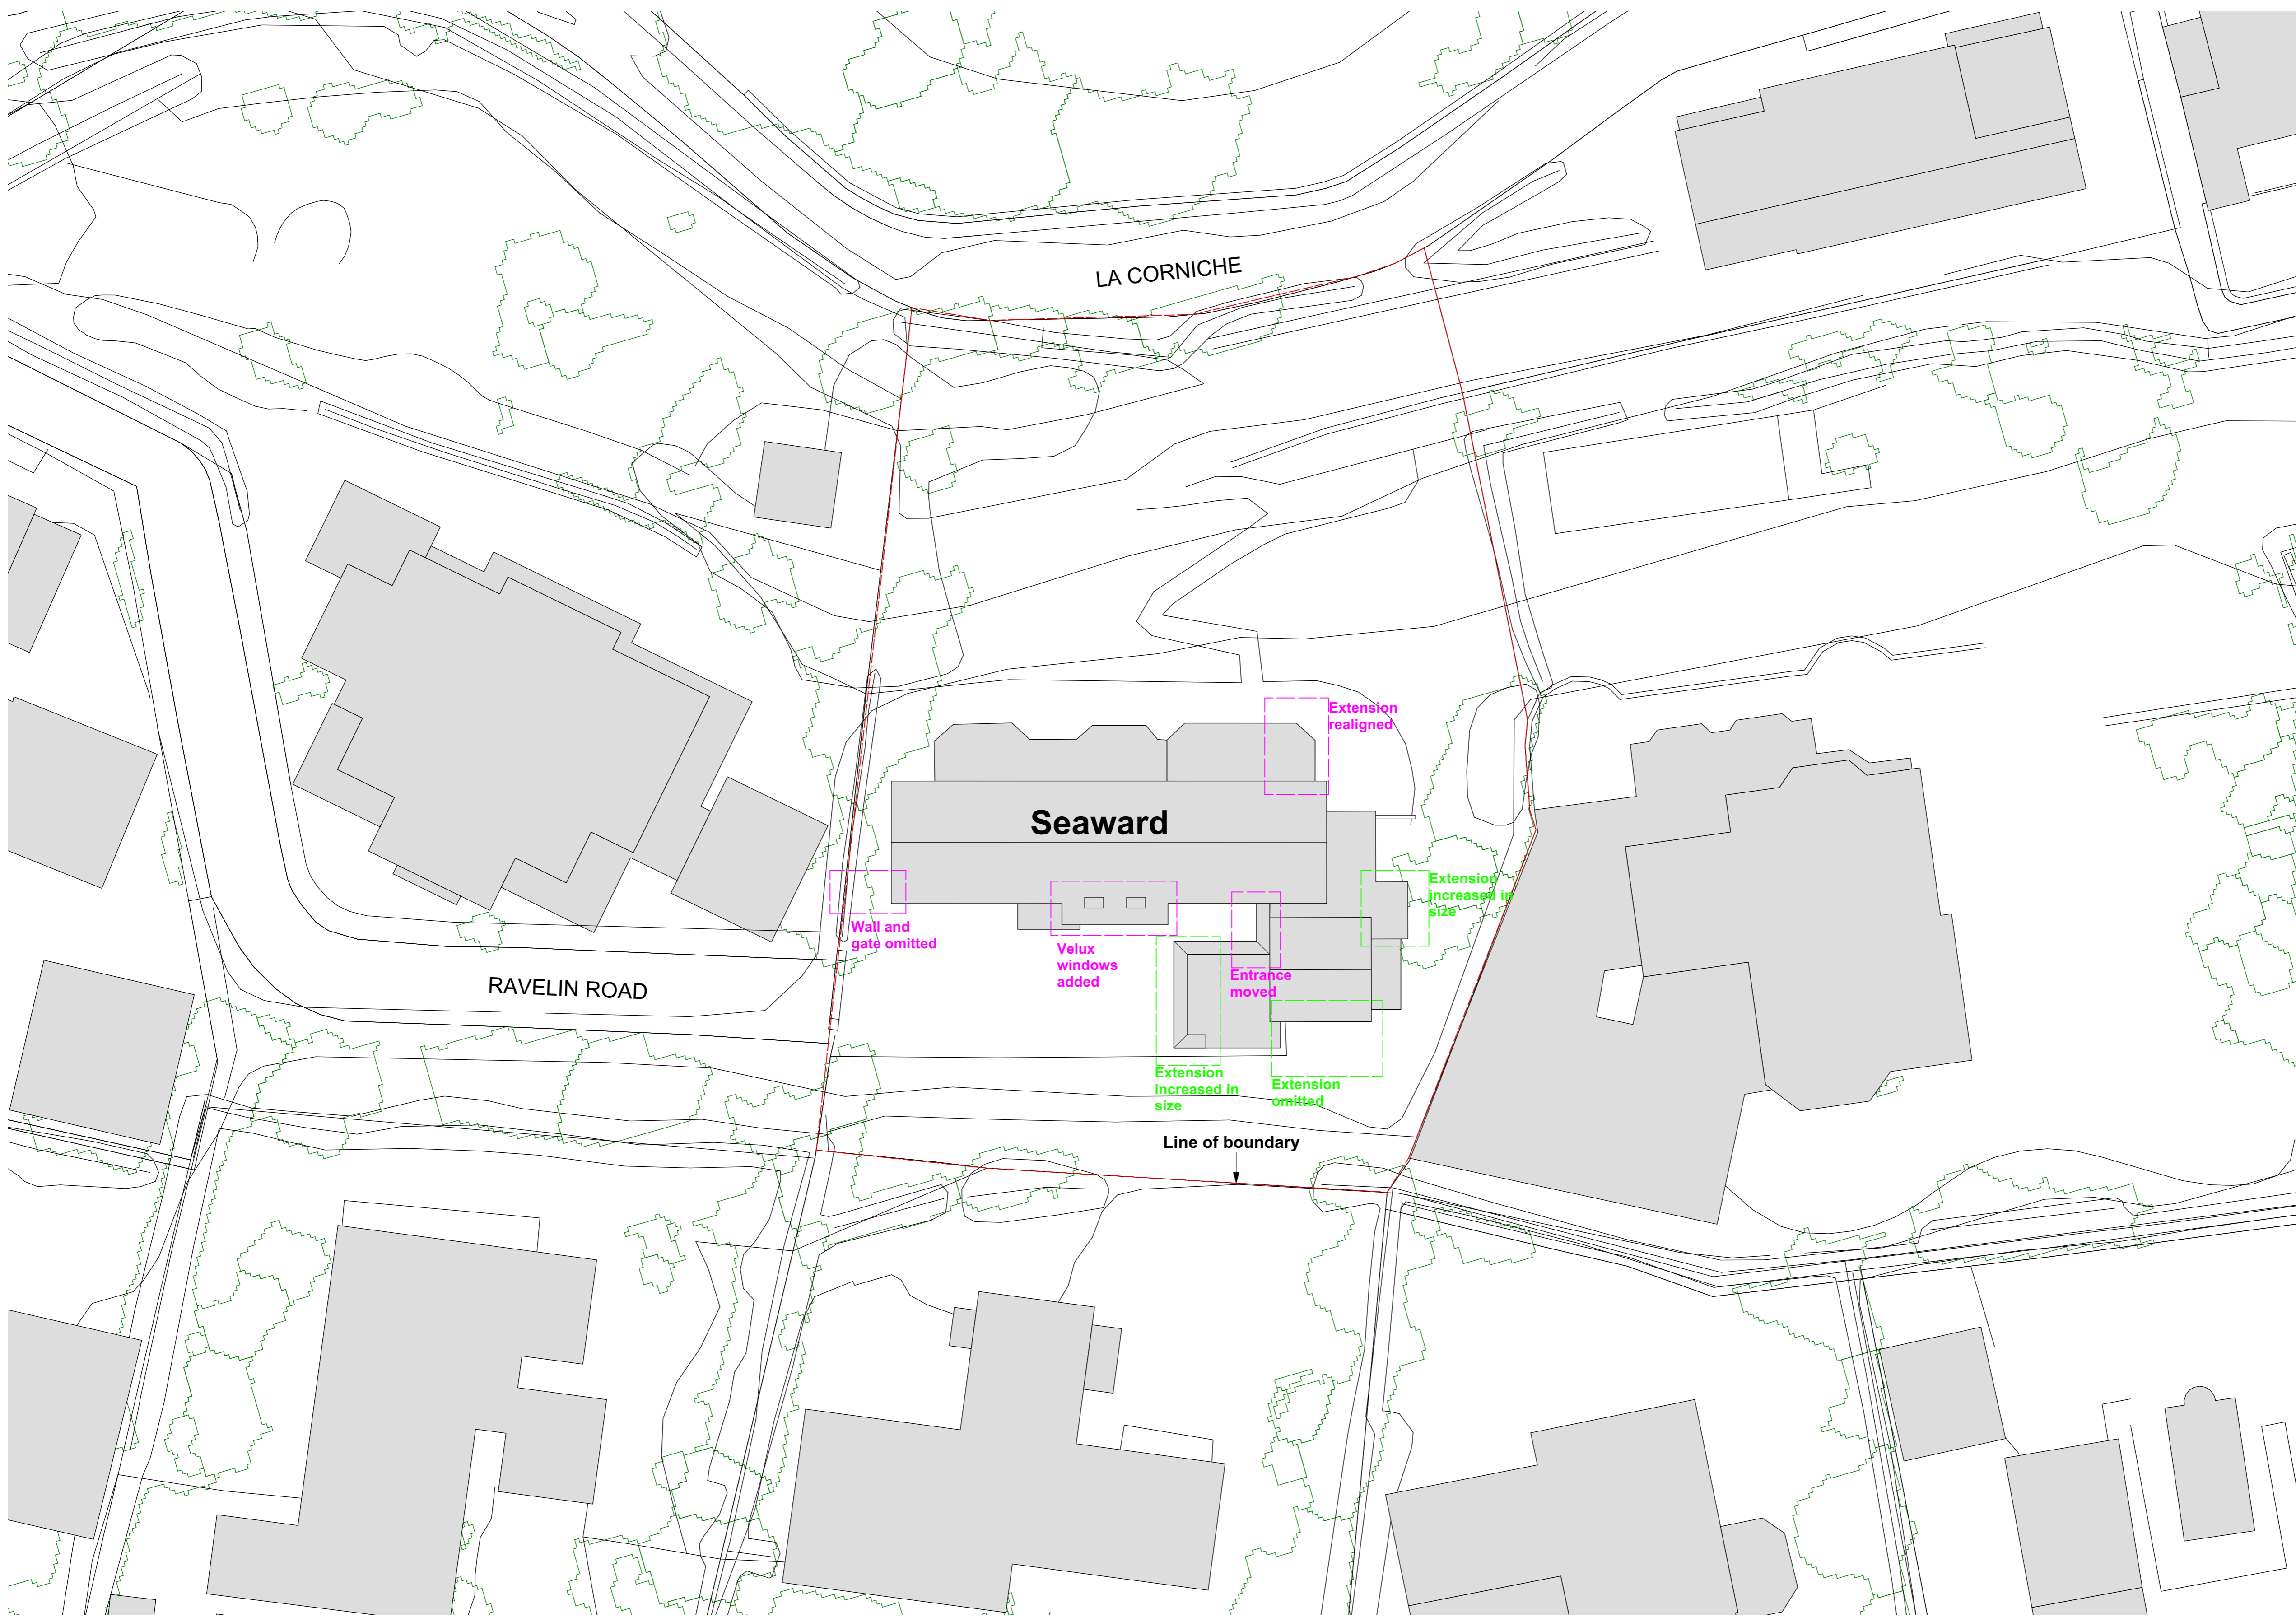 LA CORNICHE
Extension
realigned
Seaward
Extension
increased in
size
Wall and
gate omitted
Velux
windows
added
Entrance
moved
RAVELIN ROAD
Extension
increased in
size
Extension
omitted
Line of boundary